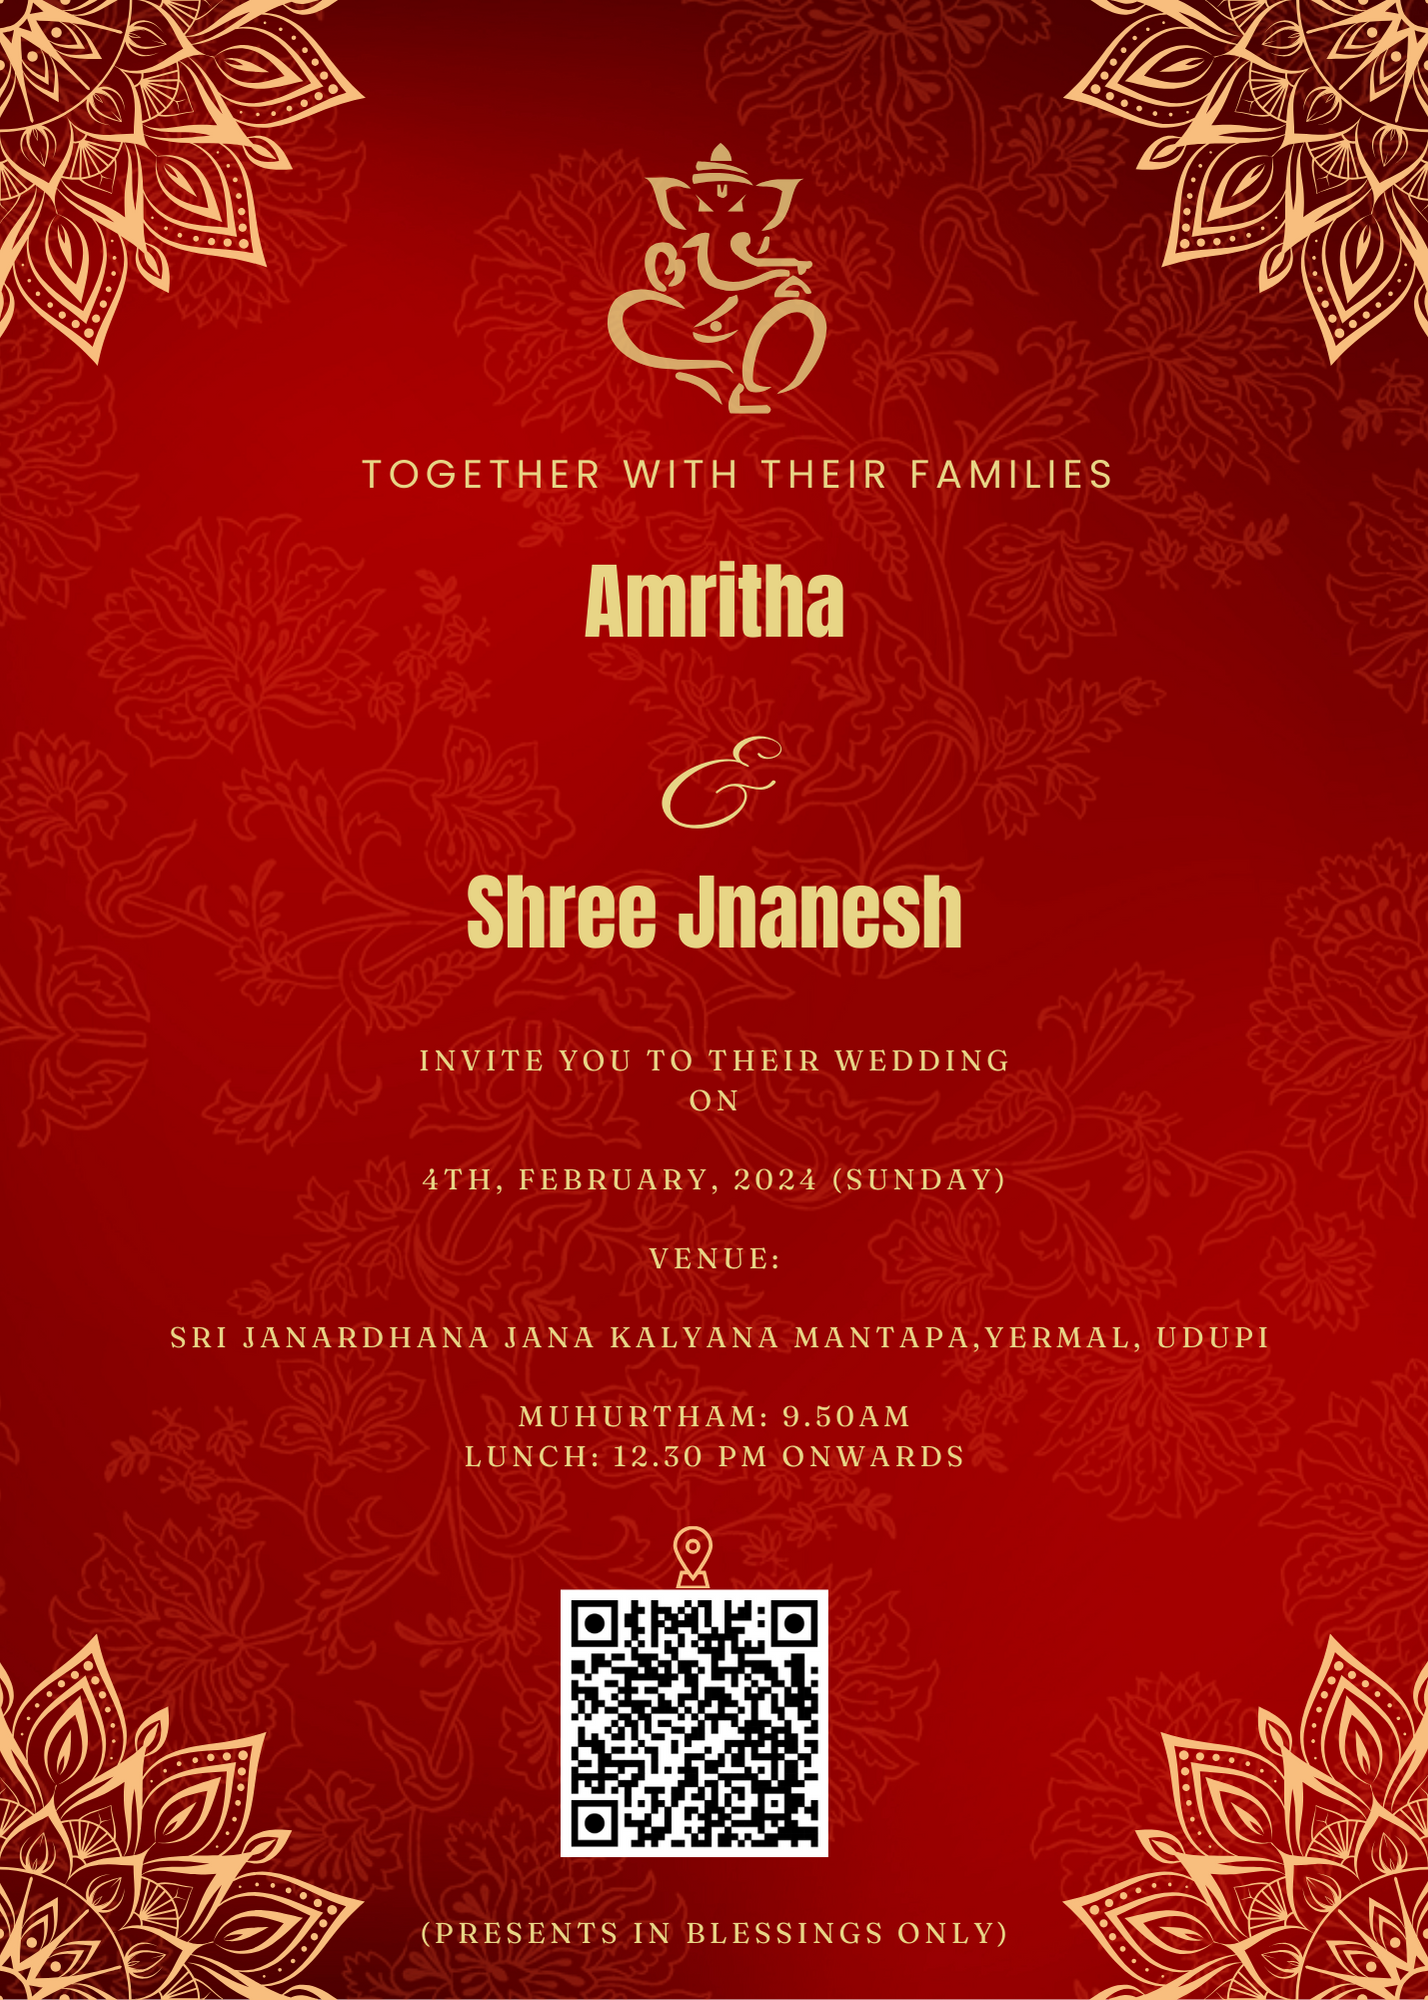 TOGETHER WITH THEIR FAMILIES
Amritha
&
Shree Jnanesh
INVITE YOU TO THEIR WEDDING
ON
4TH, FEBRUARY, 2024 (SUNDAY)
VENUE:
SRI JANARDHANA JANA KALYANA MANTAPA,YERMAL, UDUPI
MUHURTHAM: 9.50AM
LUNCH: 12.30 PM ONWARDS
(PRESENTS IN BLESSINGS ONLY)